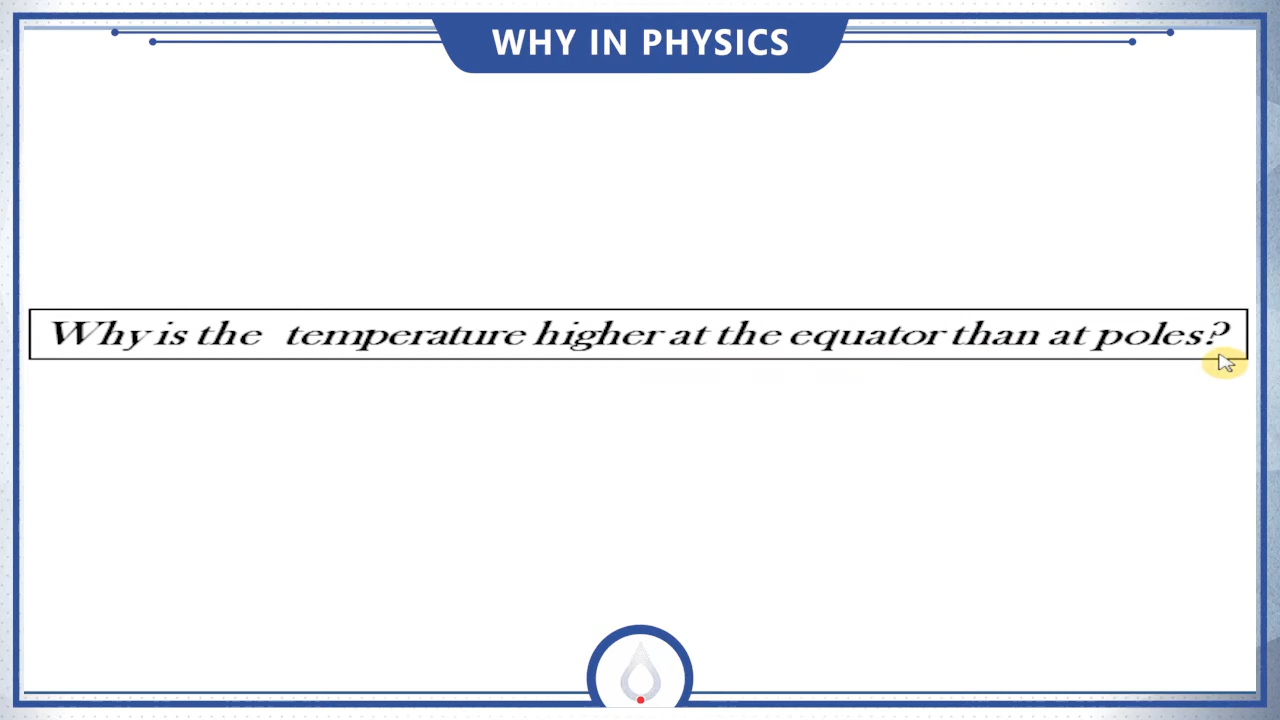 WHY IN PHYSICS
Why is the temperature higher at the equator than at poles?